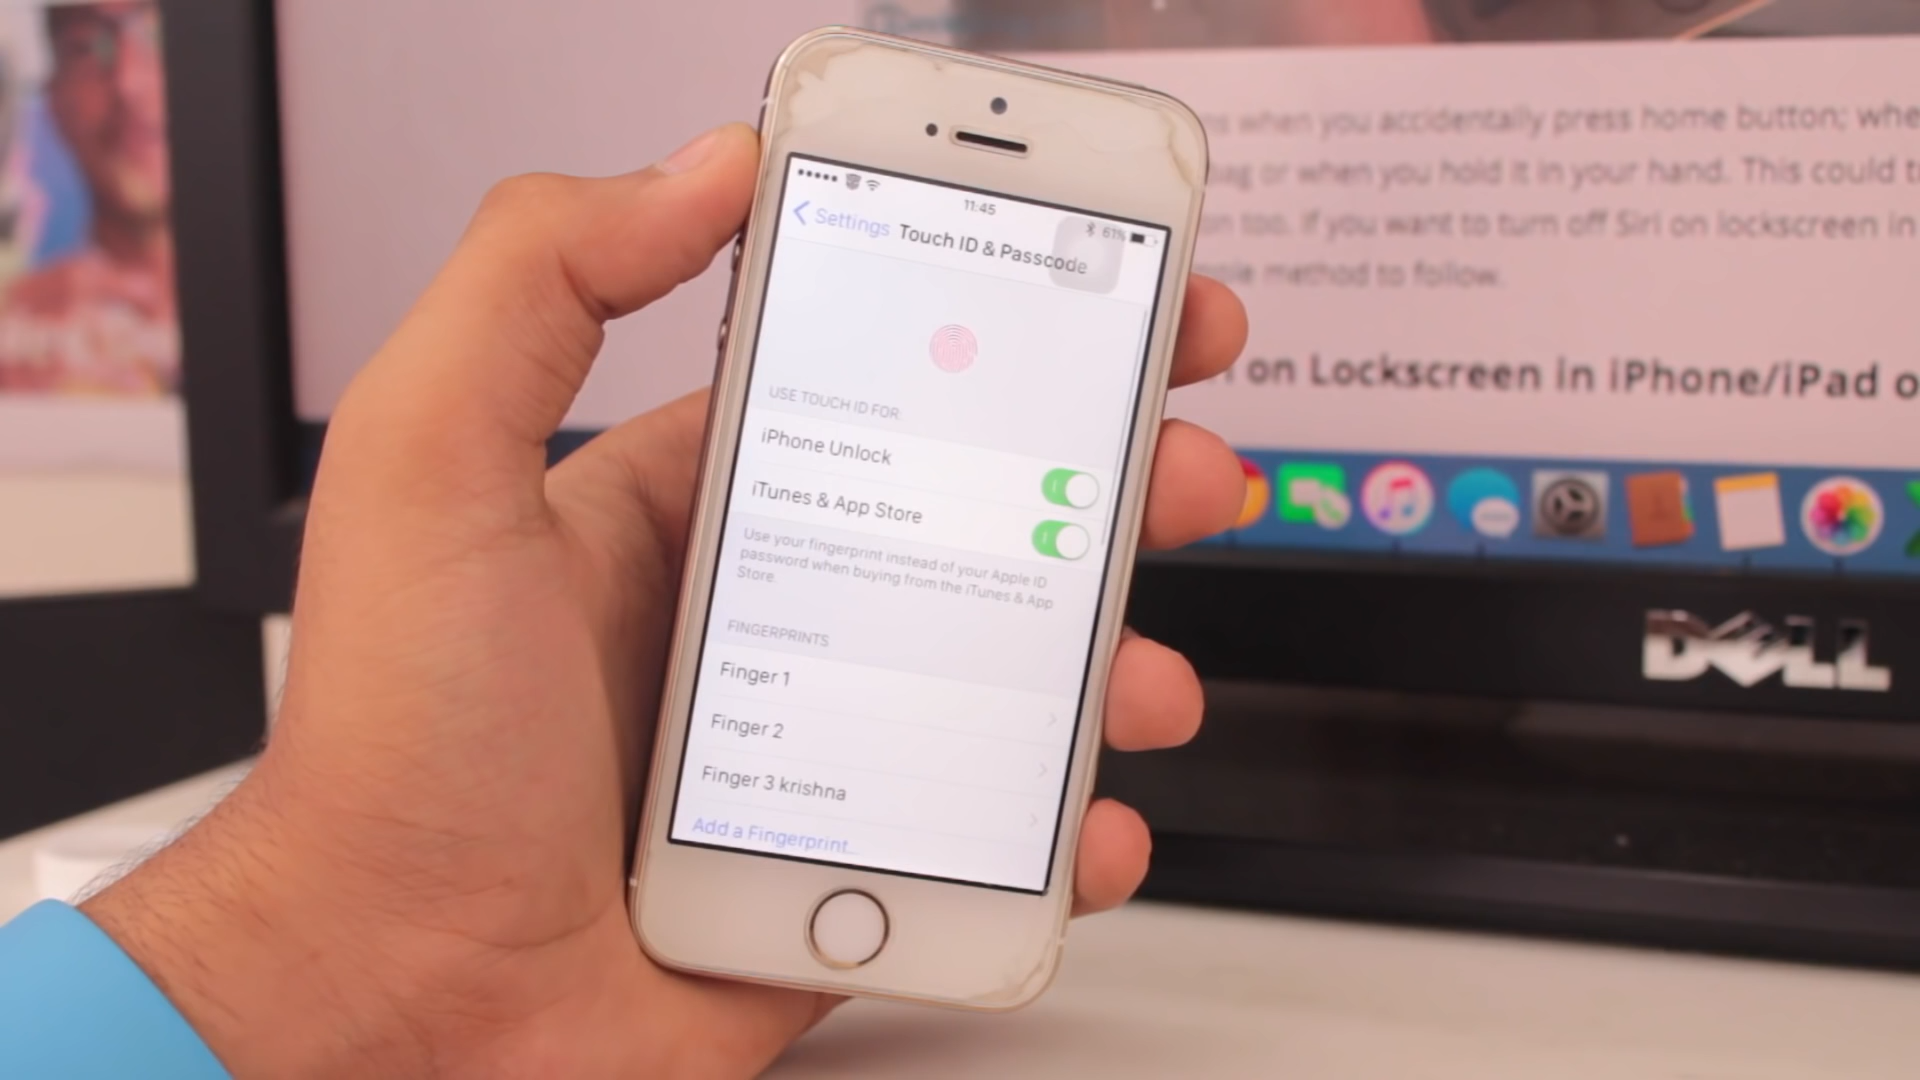 11:45
61%
Settings Touch ID & Passcode
USE TOUCH ID FOR:
iPhone Unlock
iTunes & App Store
Use your fingerprint instead of your Apple ID
password when buying from the iTunes & App
Store.
FINGERPRINTS
Finger 1
Finger 2
Finger 3 krishna
Add a Fingerprint...
when you accidentally press home button; whe
or when you hold it in your hand. This could t
too. If you want to turn off Siri on lockscreen in
method to follow.
on Lockscreen in iPhone/iPad o
DELL